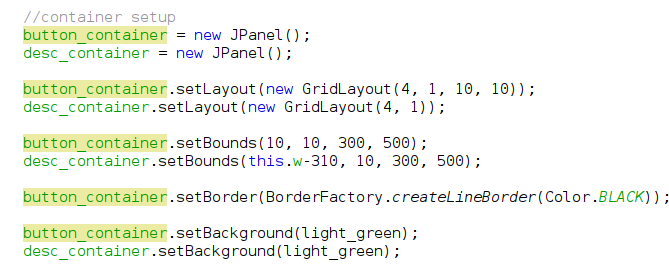 //container setup
button_container = new JPanel();
desc_container = new JPanel();
button_container.setLayout(new GridLayout(4, 1, 10, 10));
desc_container.setLayout(new GridLayout(4, 1));
button_container.setBounds(10, 10, 300, 500);
desc_container.setBounds(this.w-310, 10, 300, 500);
button_container.setBorder(BorderFactory.createLineBorder(Color.BLACK));
button_container.setBackground(light_green);
desc_container.setBackground(light_green);